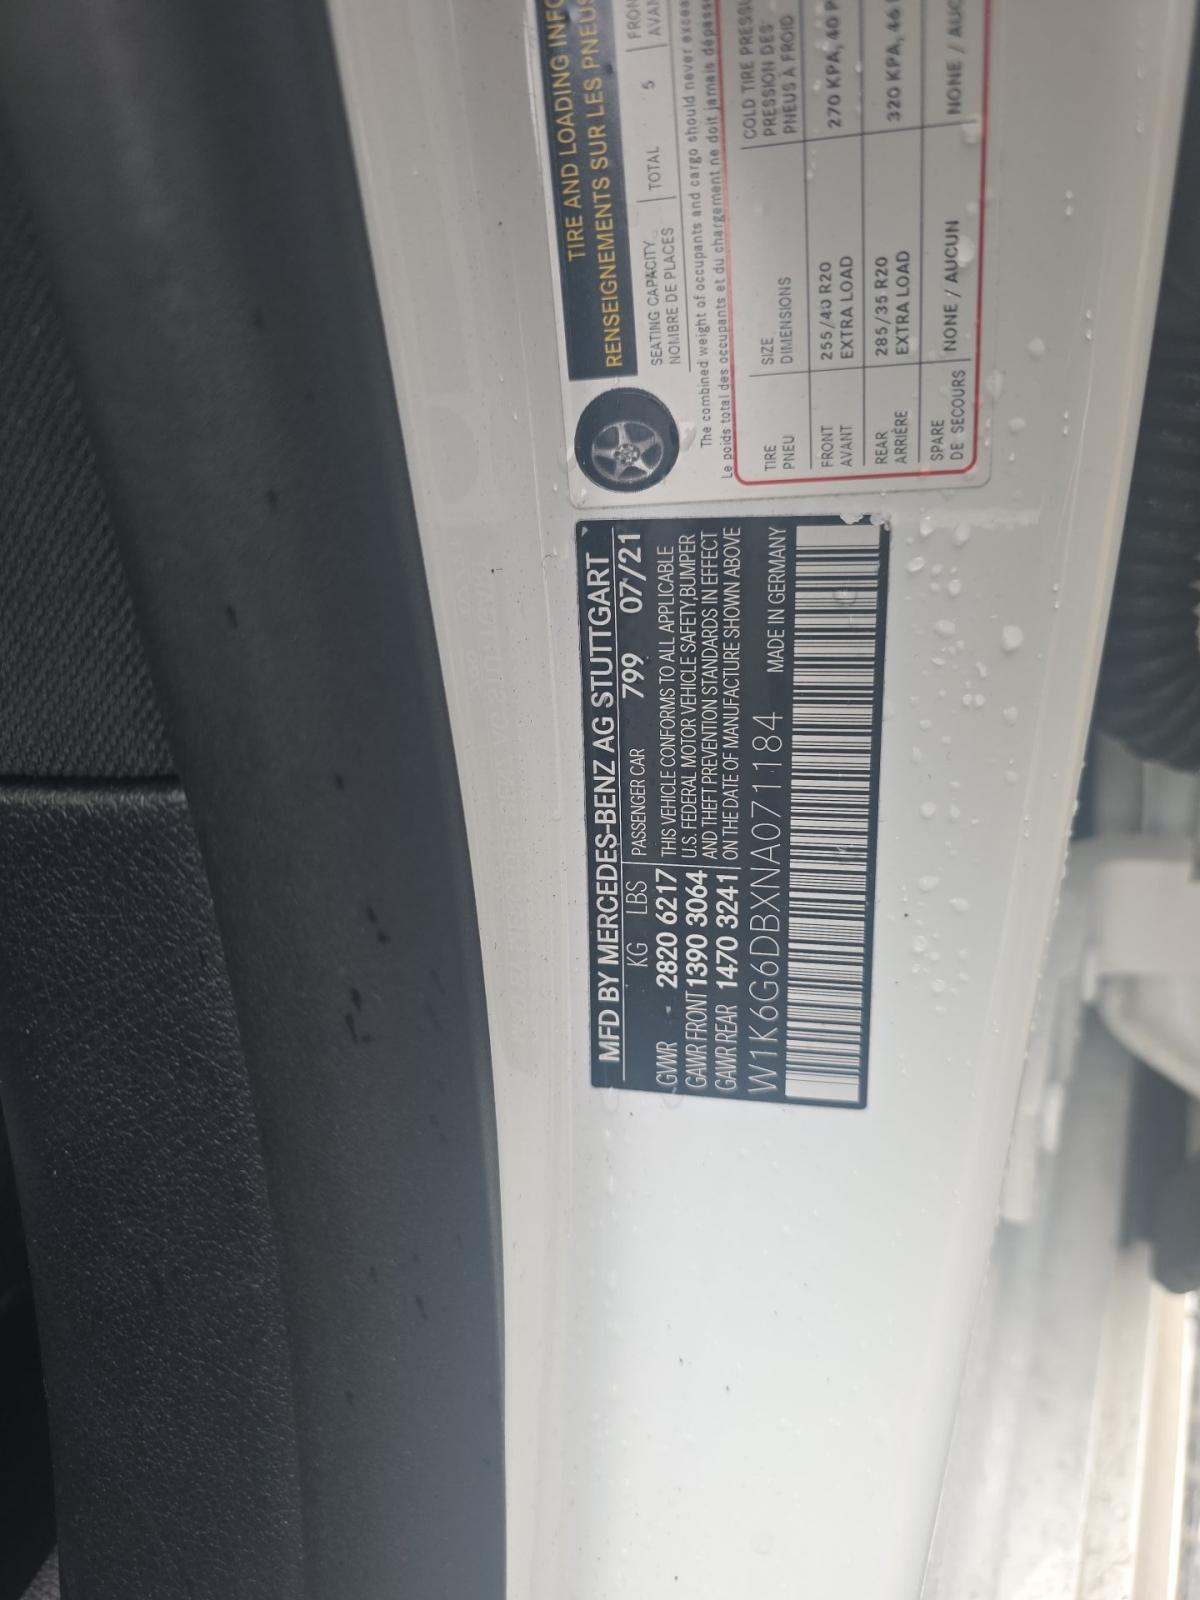 MFD BY MERCEDES-BENZ AG STUTTGART
KG LBS PASSENGER CAR 799 07/21
GVWR 2820 6217 THIS VEHICLE CONFORMS TO ALL APPLICABLE
GAWR FRONT 1390 3064 U.S. FEDERAL MOTOR VEHICLE SAFETY, BUMPER
GAWR REAR 1470 3241 AND THEFT PREVENTION STANDARDS IN EFFECT
ON THE DATE OF MANUFACTURE SHOWN ABOVE
W1K6G6DBXNA071184 MADE IN GERMANY
TIRE AND LOADING
RENSEIGNEMENTS SUR LES PNEUS
SEATING CAPACITY TOTAL 5
NOMBRE DE PLACES
The combined weight of occupants and cargo should never
Le poids total des occupants et du chargement ne doit jamais
TIRE SIZE COLD TIRE
PNEU DIMENSIONS PRESSION DES
PNEUS À FROID
FRONT 255/40 R20 270 KPA, 40
AVANT EXTRA LOAD
REAR 285/35 R20 320 KPA, 46
ARRIÈRE EXTRA LOAD
SPARE NONE / AUCUN NONE /
DE SECOURS